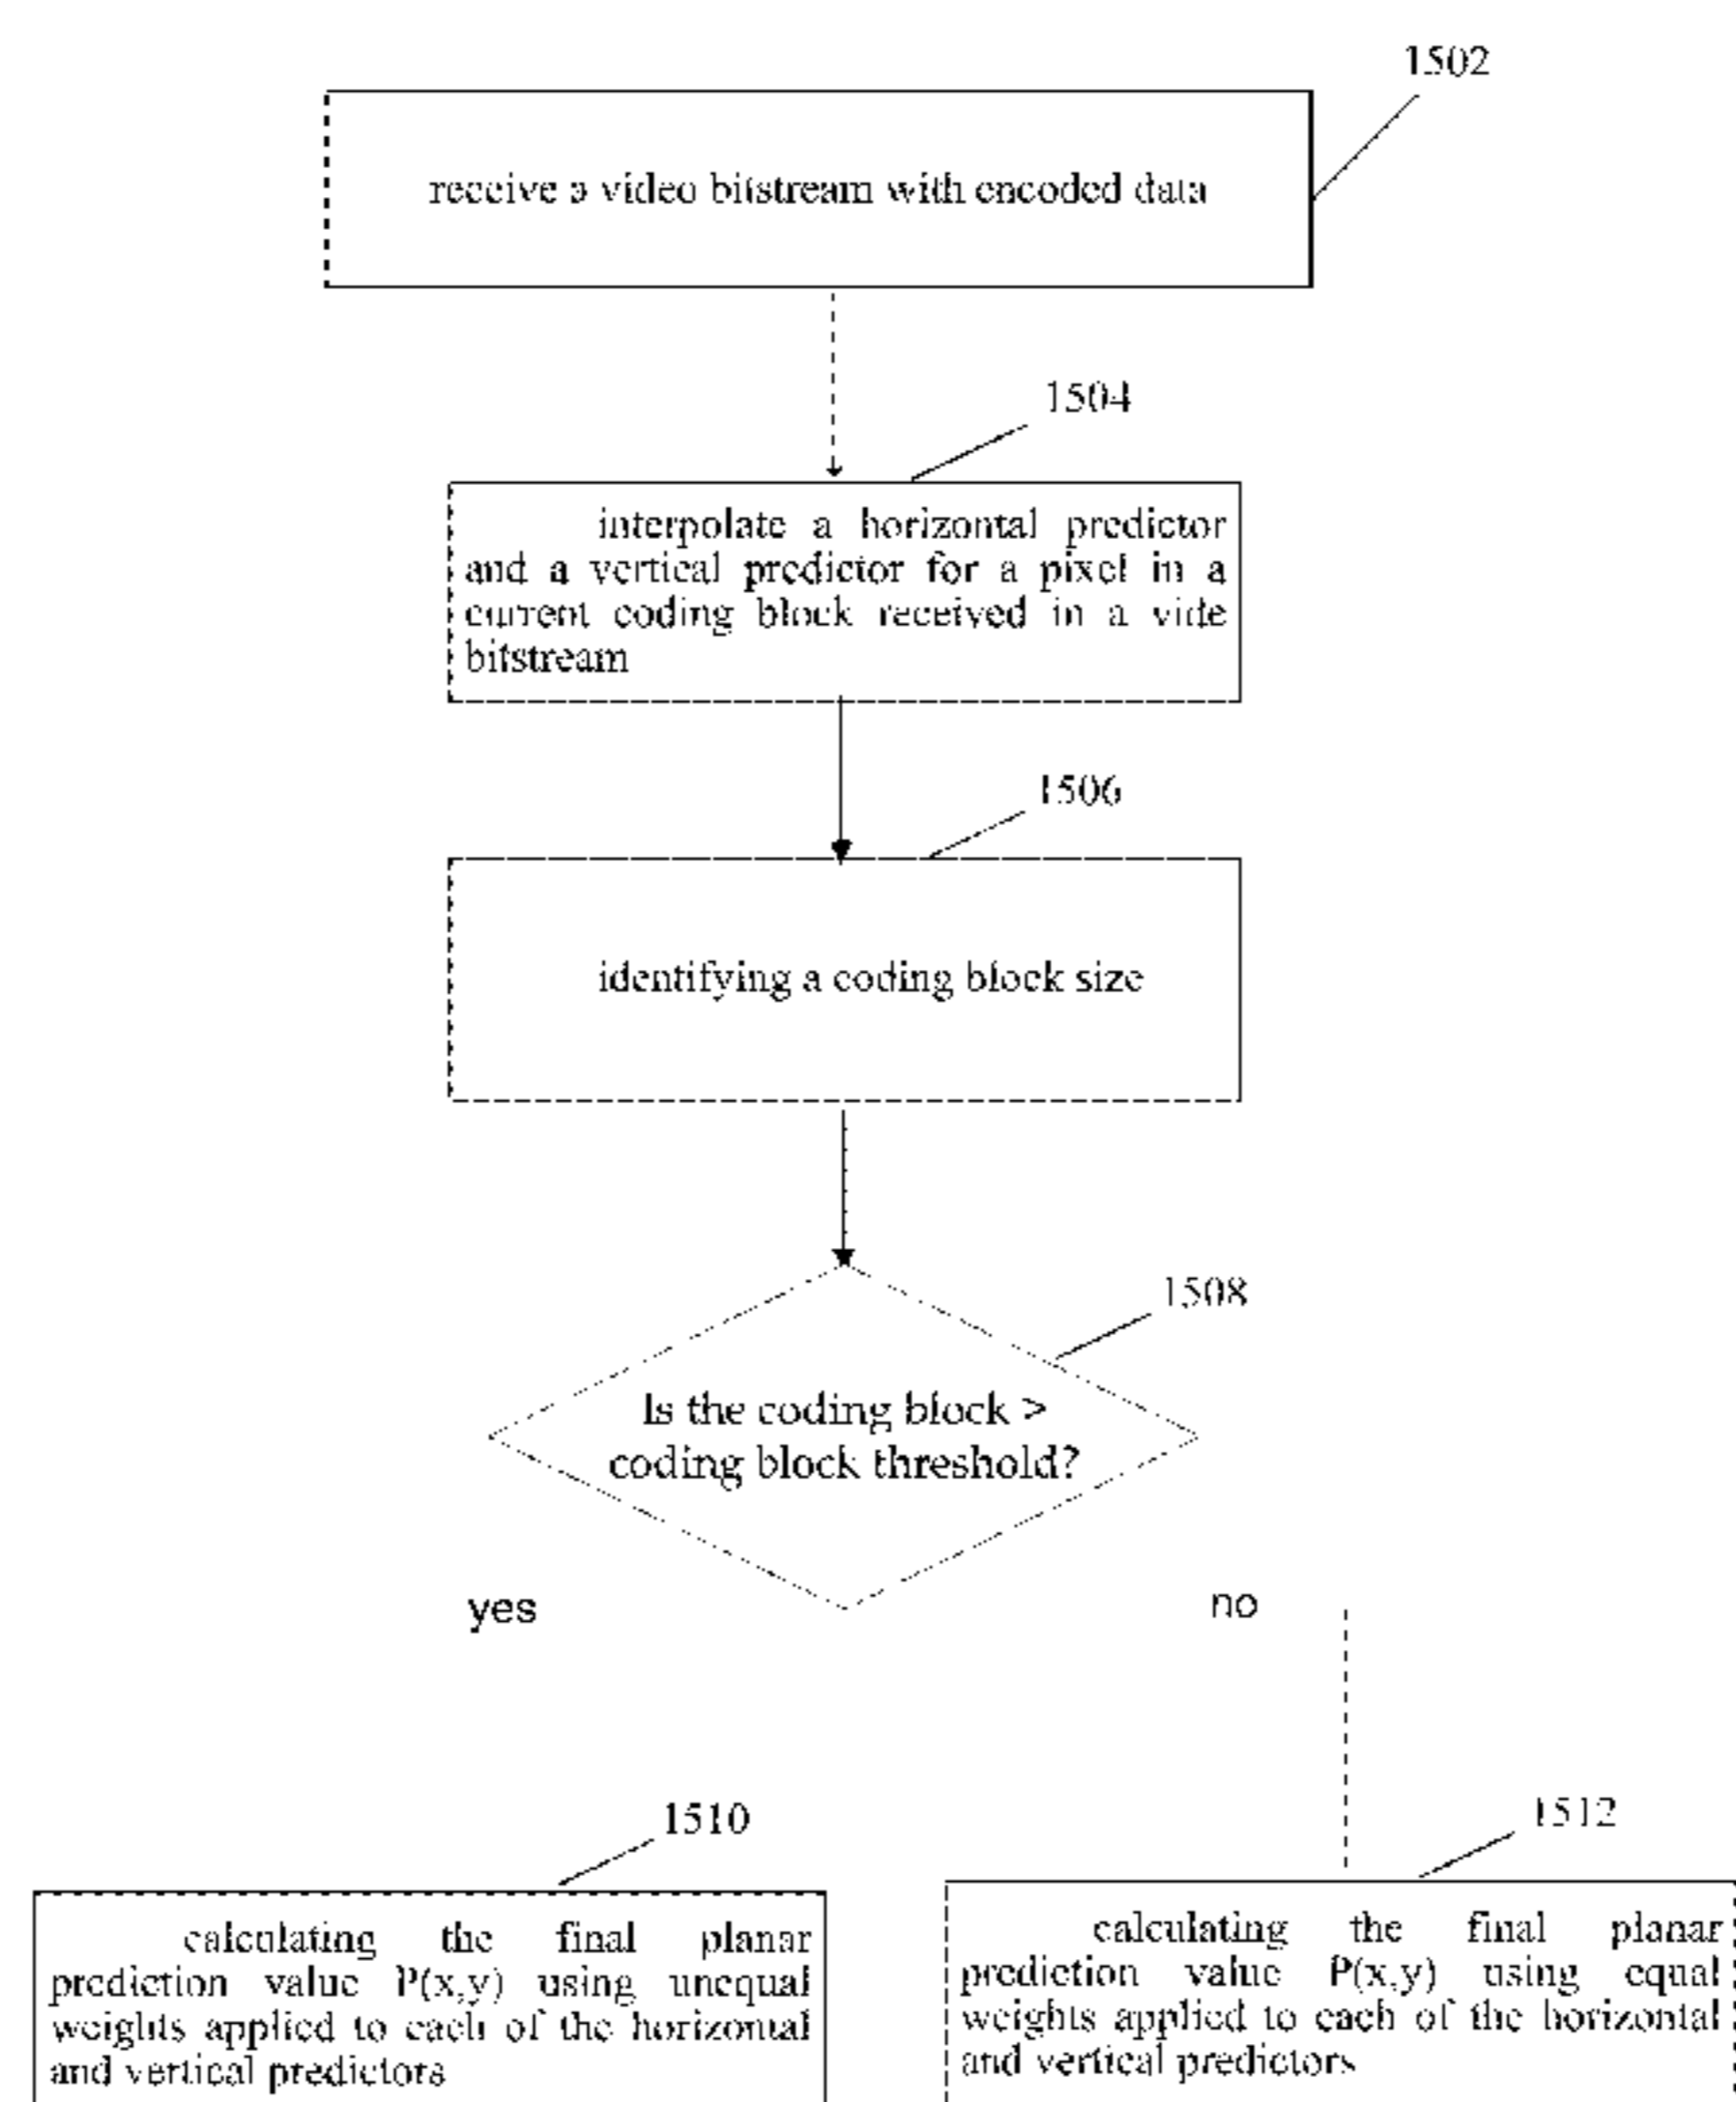 1502
receive a video bitstream with encoded data
1504
interpolate a horizontal predictor
and a vertical predictor for a pixel in a
current coding block received in a vide
bitstream
1506
identifying a coding block size
1508
Is the coding block >
coding block threshold?
yes
no
1510
calculating the final planar
prediction value P(x,y) using unequal
weights applied to each of the horizontal
and vertical predictors
1512
calculating the final planar
prediction value P(x,y) using equal
weights applied to each of the horizontal
and vertical predictors